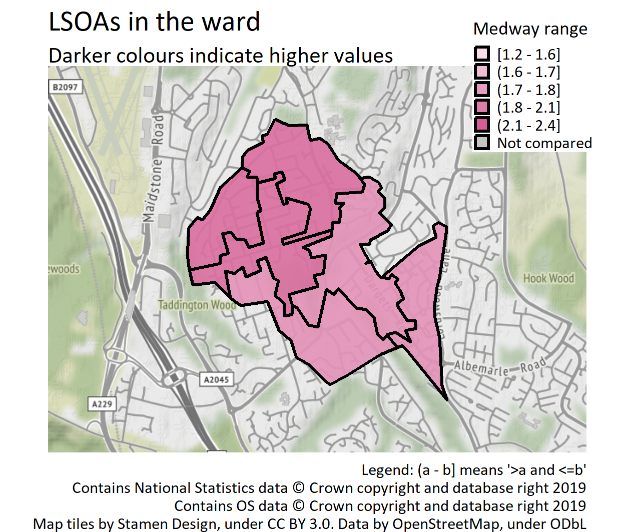 LSOAs in the ward
Darker colours indicate higher values
Medway range
[1.2 - 1.6]
(1.6 - 1.7]
(1.7 - 1.8]
(1.8 - 2.1]
(2.1 - 2.4]
Not compared
B2097
Maidstone Road
ewoods
Taddington Wood
Hook Wood
Albemarle Road
A2045
A229
Legend: (a - b] means '>a and <=b'
Contains National Statistics data © Crown copyright and database right 2019
Contains OS data © Crown copyright and database right 2019
Map tiles by Stamen Design, under CC BY 3.0. Data by OpenStreetMap, under ODbL